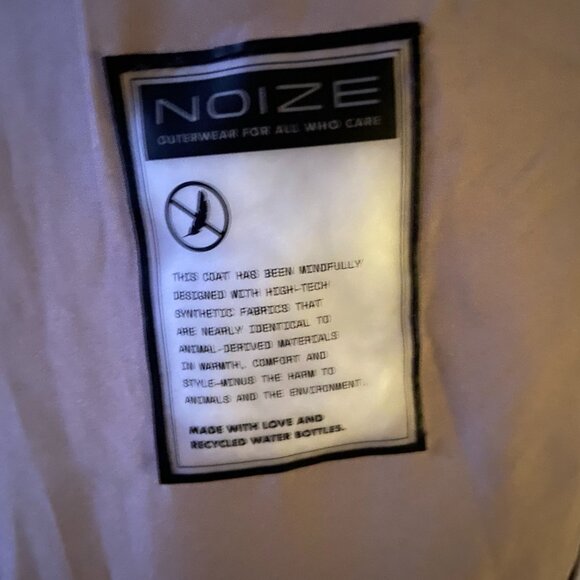 NOIZE
OUTERWEAR FOR ALL WHO CARE
THIS COAT HAS BEEN MINDFULLY
DESIGNED WITH HIGH-TECH
SYNTHETIC FABRICS THAT
ARE NEARLY IDENTICAL TO
ANIMAL-DERIVED MATERIALS
IN WARMTH, COMFORT AND
STYLE-MINUS THE HARM TO
ANIMALS AND THE ENVIRONMENT.
MADE WITH LOVE AND
RECYCLED WATER BOTTLES.